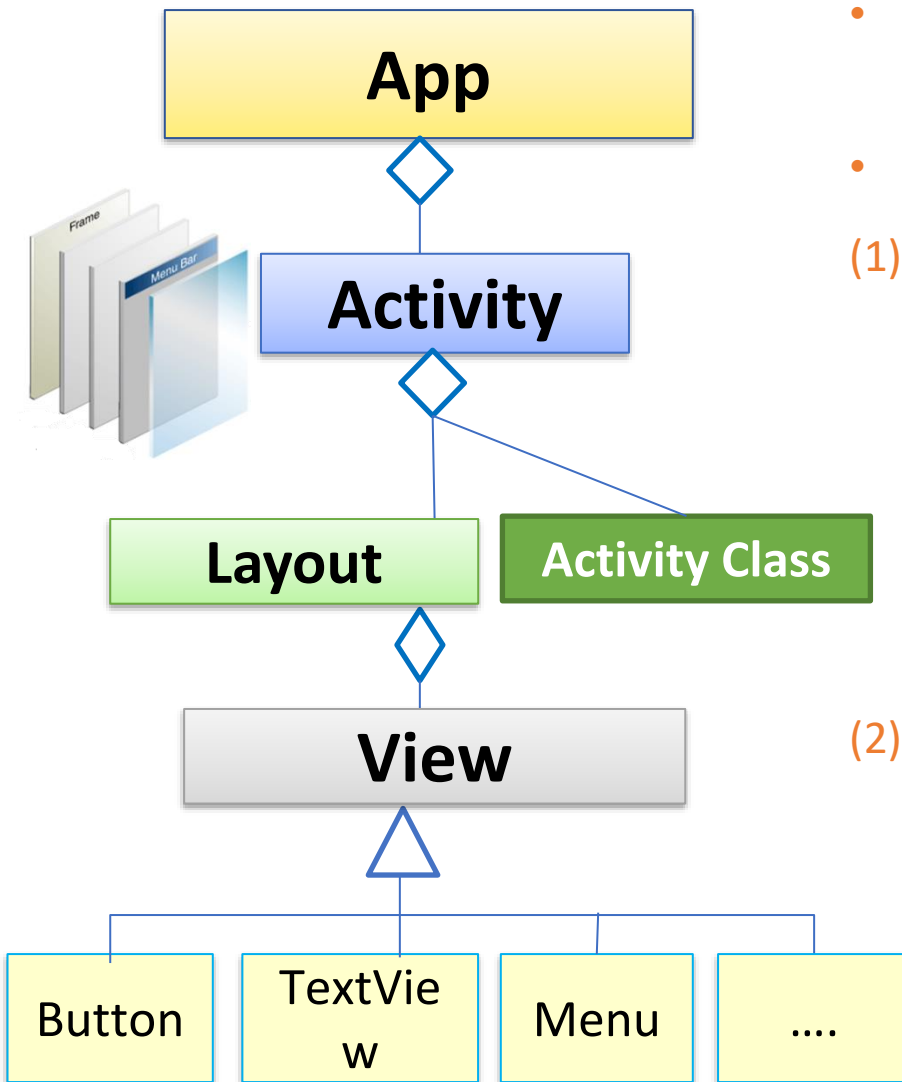 •
App
•
Frame
Menu Bar
(1)
Activity
Layout
Activity Class
(2)
View
Button
TextVie
w
Menu
....